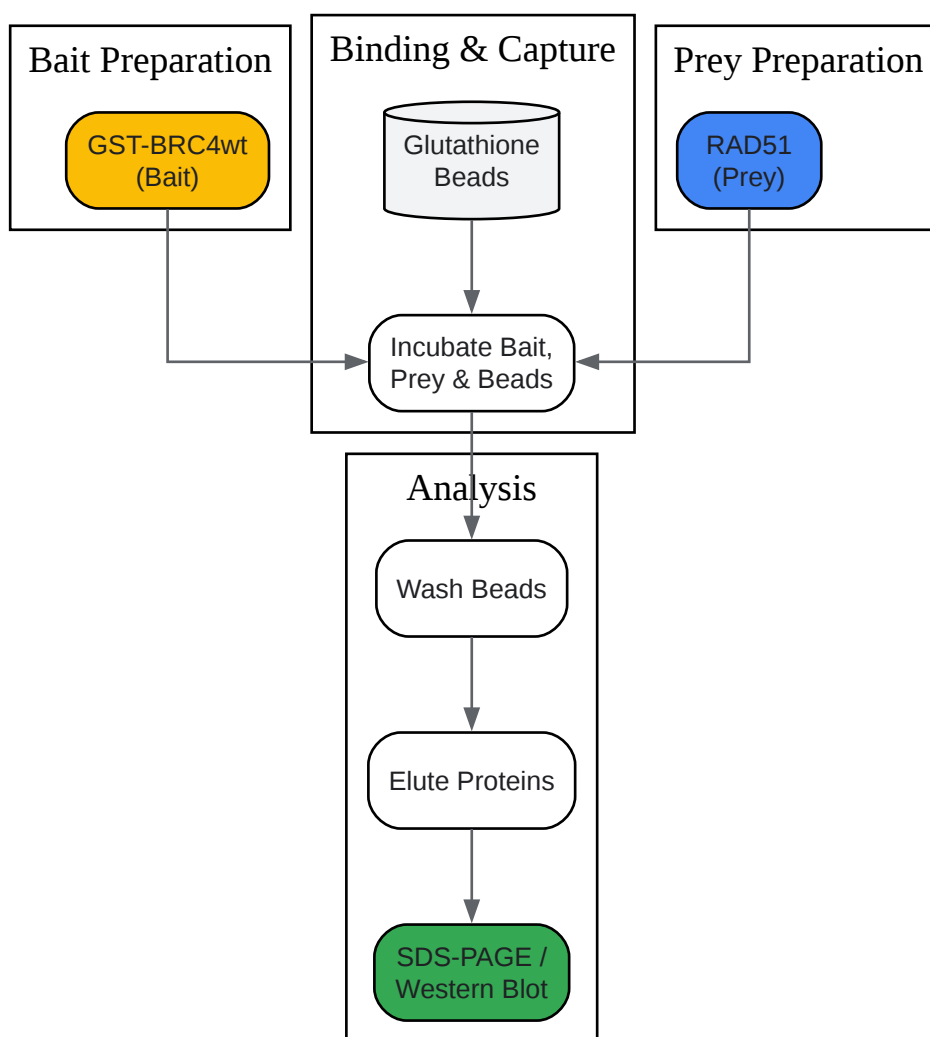 Bait Preparation
GST-BRC4wt
(Bait)
Binding & Capture
Glutathione
Beads
Prey Preparation
RAD51
(Prey)
Incubate Bait,
Prey & Beads
Analysis
Wash Beads
Elute Proteins
SDS-PAGE /
Western Blot